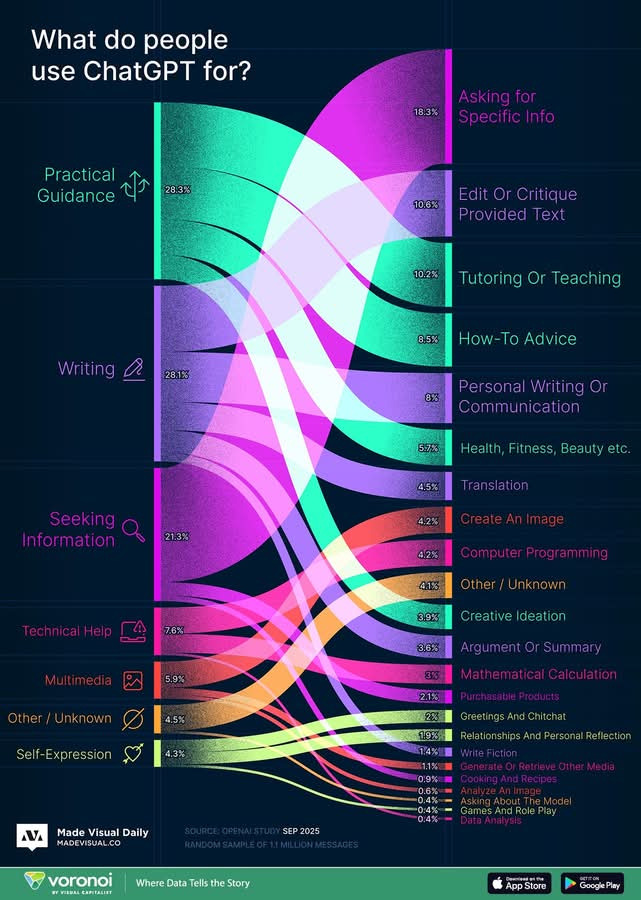 What do people
use ChatGPT for?
Practical
Guidance
28.3%
Writing
28.1%
Seeking
Information
21.3%
Technical Help
7.6%
Multimedia
5.9%
Other / Unknown
4.5%
Self-Expression
4.3%
18.3%
Asking for
Specific Info
10.6%
Edit Or Critique
Provided Text
10.2%
Tutoring Or Teaching
8.5%
How-To Advice
8%
Personal Writing Or
Communication
5.7%
Health, Fitness, Beauty etc.
4.5%
Translation
4.2%
Create An Image
4.2%
Computer Programming
4.1%
Other / Unknown
3.9%
Creative Ideation
3.6%
Argument Or Summary
3%
Mathematical Calculation
2.1%
Purchasable Products
2%
Greetings And Chitchat
1.9%
Relationships And Personal Reflection
1.4%
Write Fiction
1.1%
Generate Or Retrieve Other Media
0.9%
Cooking And Recipes
0.6%
Analyze An Image
0.4%
Asking About The Model
0.4%
Games And Role Play
0.4%
Data Analysis
Made Visual Daily
MADEVISUAL.CO
SOURCE: OPENAI STUDY SEP 2025
RANDOM SAMPLE OF 1.1 MILLION MESSAGES
voronoi
BY VISUAL CAPITALIST
Where Data Tells the Story
Download on the
App Store
GET IT ON
Google Play